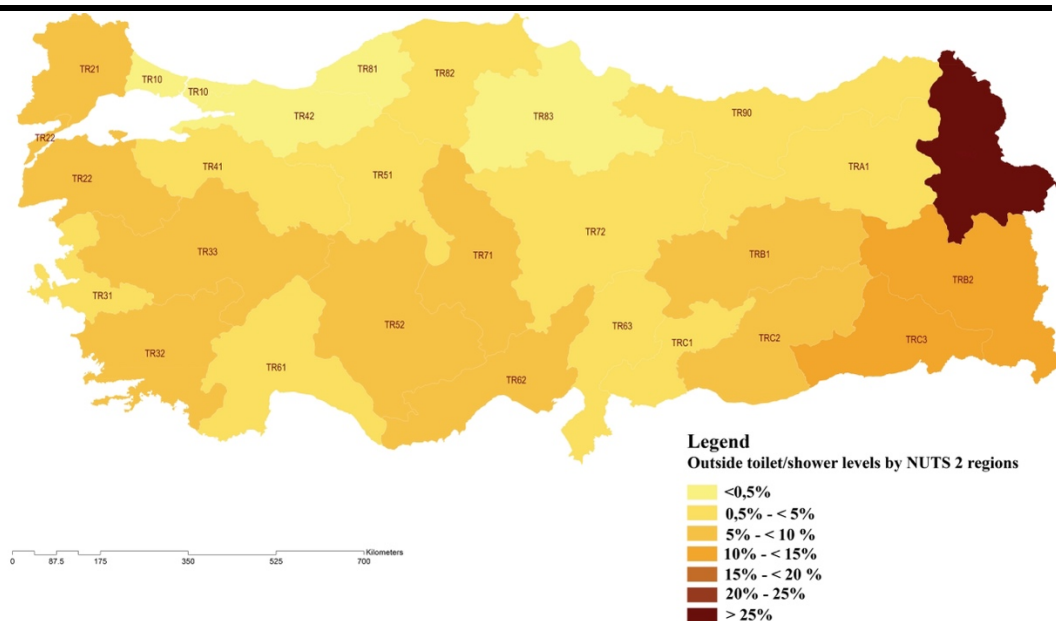 TR21
TR10
TR10
TR81
TR82
TR42
TR83
TR90
TR22
TR22
TR41
TR51
TRA1
TR33
TR72
TR71
TRB1
TRB2
TR31
TR52
TR63
TRC1
TRC2
TRC3
TR32
TR61
TR62
Legend
Outside toilet/shower levels by NUTS 2 regions
<0,5%
0,5% - < 5%
5% - < 10 %
10% - < 15%
15% - < 20 %
20% - 25%
> 25%
Kilometers
0 87.5 175 350 525 700